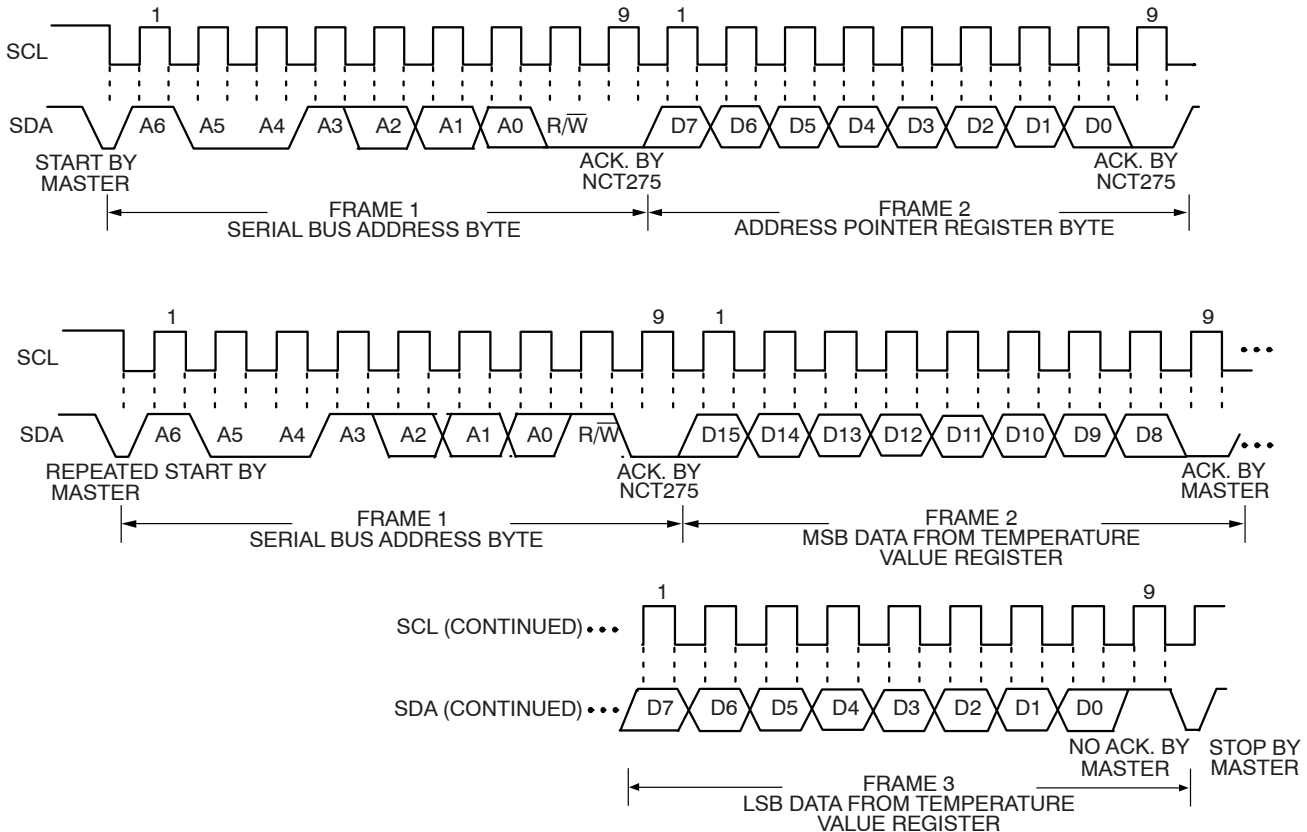 1 9 1 9
SCL
SDA A6 A5 A4 A3 A2 A1 A0 R/W̅ D7 D6 D5 D4 D3 D2 D1 D0
START BY
MASTER
ACK. BY
NCT275
ACK. BY
NCT275
FRAME 1
SERIAL BUS ADDRESS BYTE
FRAME 2
ADDRESS POINTER REGISTER BYTE
1 9 1 9
SCL
SDA A6 A5 A4 A3 A2 A1 A0 R/W̅ D15 D14 D13 D12 D11 D10 D9 D8
REPEATED START BY
MASTER
ACK. BY
NCT275
ACK. BY
MASTER
FRAME 1
SERIAL BUS ADDRESS BYTE
FRAME 2
MSB DATA FROM TEMPERATURE
VALUE REGISTER
1 9
SCL (CONTINUED)
SDA (CONTINUED) D7 D6 D5 D4 D3 D2 D1 D0
NO ACK. BY
MASTER
STOP BY
MASTER
FRAME 3
LSB DATA FROM TEMPERATURE
VALUE REGISTER